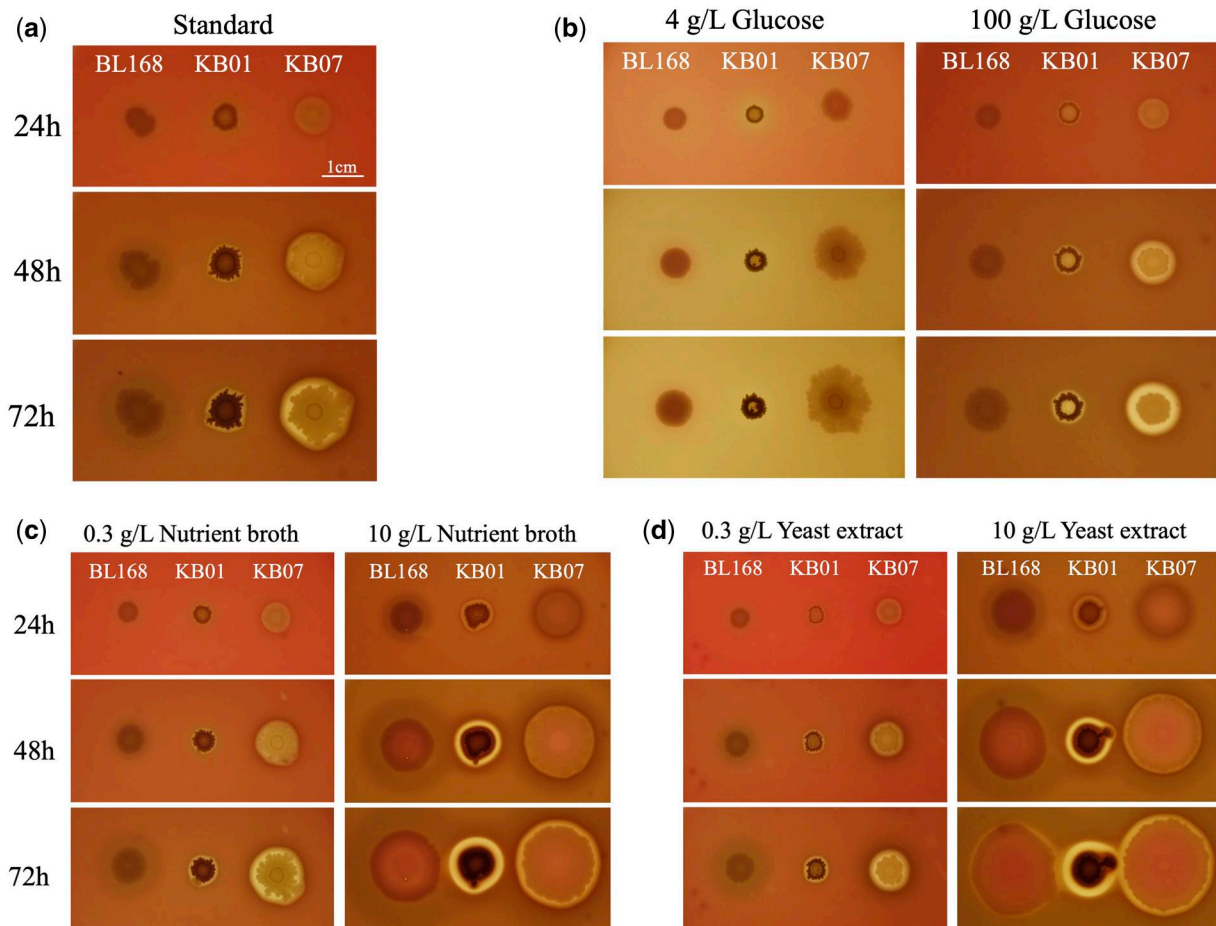 (a)
Standard
BL168 KB01 KB07
24h
1cm
48h
72h
(b)
4 g/L Glucose 100 g/L Glucose
BL168 KB01 KB07 BL168 KB01 KB07
(c)
0.3 g/L Nutrient broth 10 g/L Nutrient broth
BL168 KB01 KB07 BL168 KB01 KB07
24h
48h
72h
(d)
0.3 g/L Yeast extract 10 g/L Yeast extract
BL168 KB01 KB07 BL168 KB01 KB07